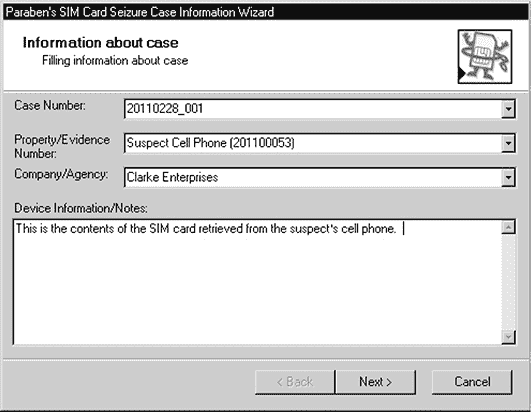 Paraben's SIM Card Seizure Case Information Wizard
Information about case
Filling information about case
Case Number:
20110228_001
Property/Evidence
Number:
Suspect Cell Phone (201100053)
Company/Agency:
Clarke Enterprises
Device Information/Notes:
This is the contents of the SIM card retrieved from the suspect's cell phone.
< Back
Next >
Cancel